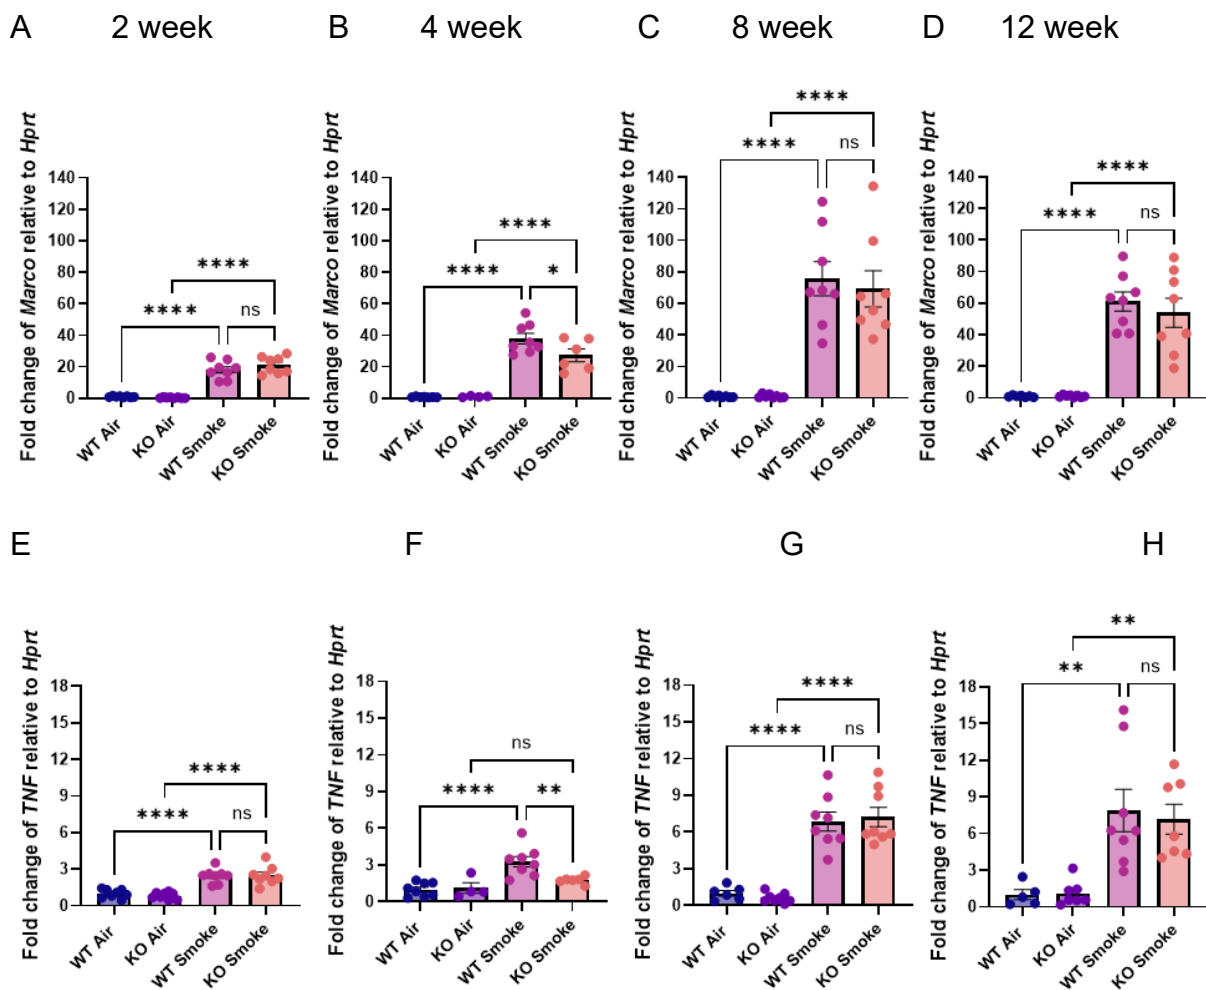 A 2 week B 4 week C 8 week D 12 week
Fold change of Marco relative to Hprt
140
120
100
80
60
40
20
0
**** **** ns
WT Air KO Air WT Smoke KO Smoke
Fold change of Marco relative to Hprt
140
120
100
80
60
40
20
0
**** **** *
WT Air KO Air WT Smoke KO Smoke
Fold change of Marco relative to Hprt
140
120
100
80
60
40
20
0
**** **** ns
WT Air KO Air WT Smoke KO Smoke
Fold change of Marco relative to Hprt
140
120
100
80
60
40
20
0
**** **** ns
WT Air KO Air WT Smoke KO Smoke
E F G H
Fold change of TNF relative to Hprt
18
15
12
9
6
3
0
**** **** ns
WT Air KO Air WT Smoke KO Smoke
Fold change of TNF relative to Hprt
18
15
12
9
6
3
0
ns **** **
WT Air KO Air WT Smoke KO Smoke
Fold change of TNF relative to Hprt
18
15
12
9
6
3
0
**** **** ns
WT Air KO Air WT Smoke KO Smoke
Fold change of TNF relative to Hprt
18
15
12
9
6
3
0
** ** ns
WT Air KO Air WT Smoke KO Smoke